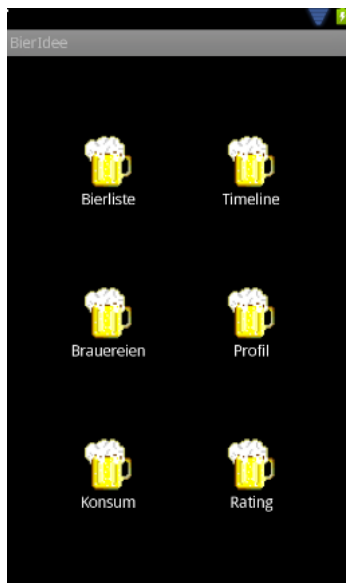 BierIdee
Bierliste
Timeline
Brauereien
Profil
Konsum
Rating